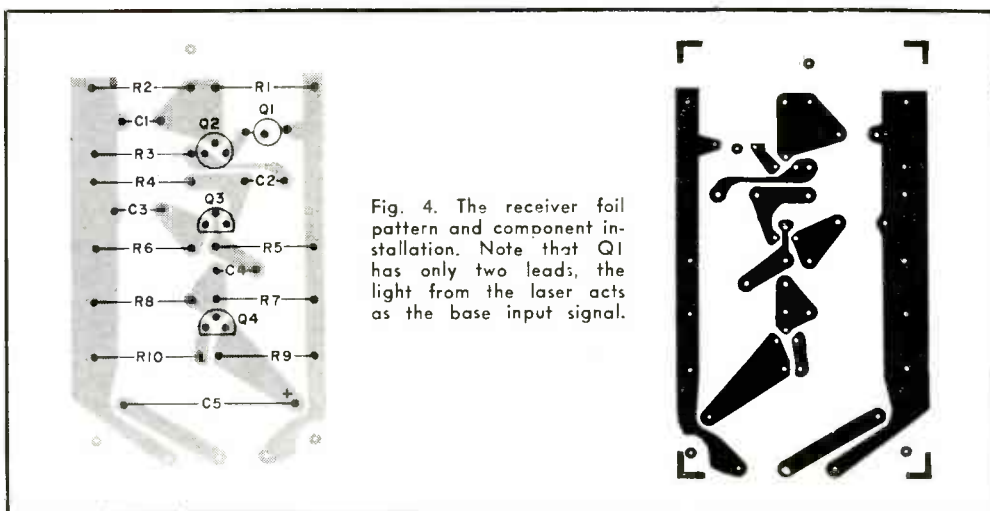 R2 R1
Q1
C1 Q2
R3
R4 C2
C3 Q3
R6 R5
C4
R8 R7
Q4
R10 R9
+
C5
Fig. 4. The receiver foil
pattern and component in-
stallation. Note that Q1
has only two leads, the
light from the laser acts
as the base input signal.